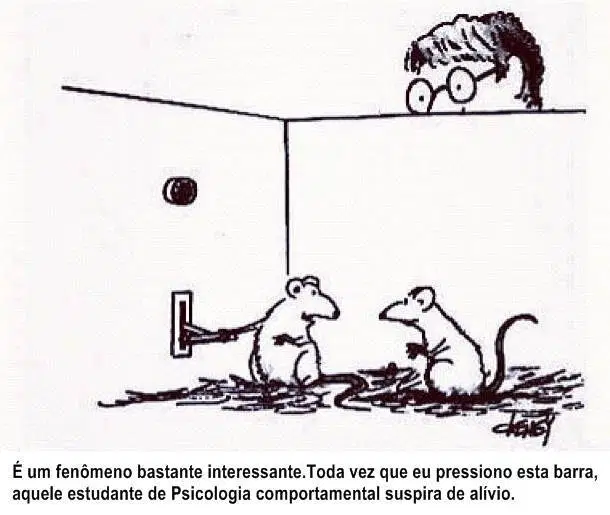 É um fenômeno bastante interessante.Toda vez que eu pressiono esta barra,
aquele estudante de Psicologia comportamental suspira de alívio.